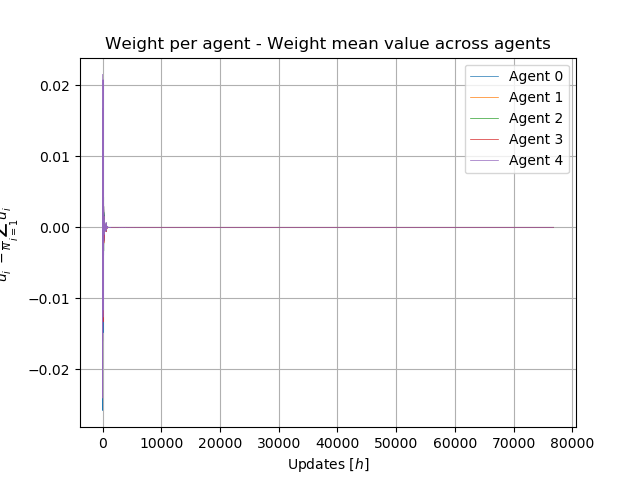 Weight per agent - Weight mean value across agents
Agent 0
Agent 1
Agent 2
Agent 3
Agent 4
0.02
0.01
0.00
−0.01
−0.02
0 10000 20000 30000 40000 50000 60000 70000 80000
Updates [h]